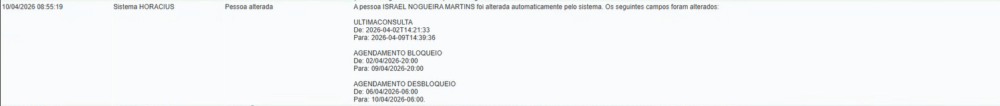 10/04/2026 08:55:19 Sistema HORACIUS Pessoa alterada A pessoa ISRAEL NOGUEIRA MARTINS foi alterada automaticamente pelo sistema. Os seguintes campos foram alterados:
ULTIMACONSULTA
De: 2026-04-02T14:21:33
Para: 2026-04-09T14:39:36
AGENDAMENTO BLOQUEIO
De: 02/04/2026-20:00
Para: 09/04/2026-20:00
AGENDAMENTO DESBLOQUEIO
De: 06/04/2026-06:00
Para: 10/04/2026-06:00.